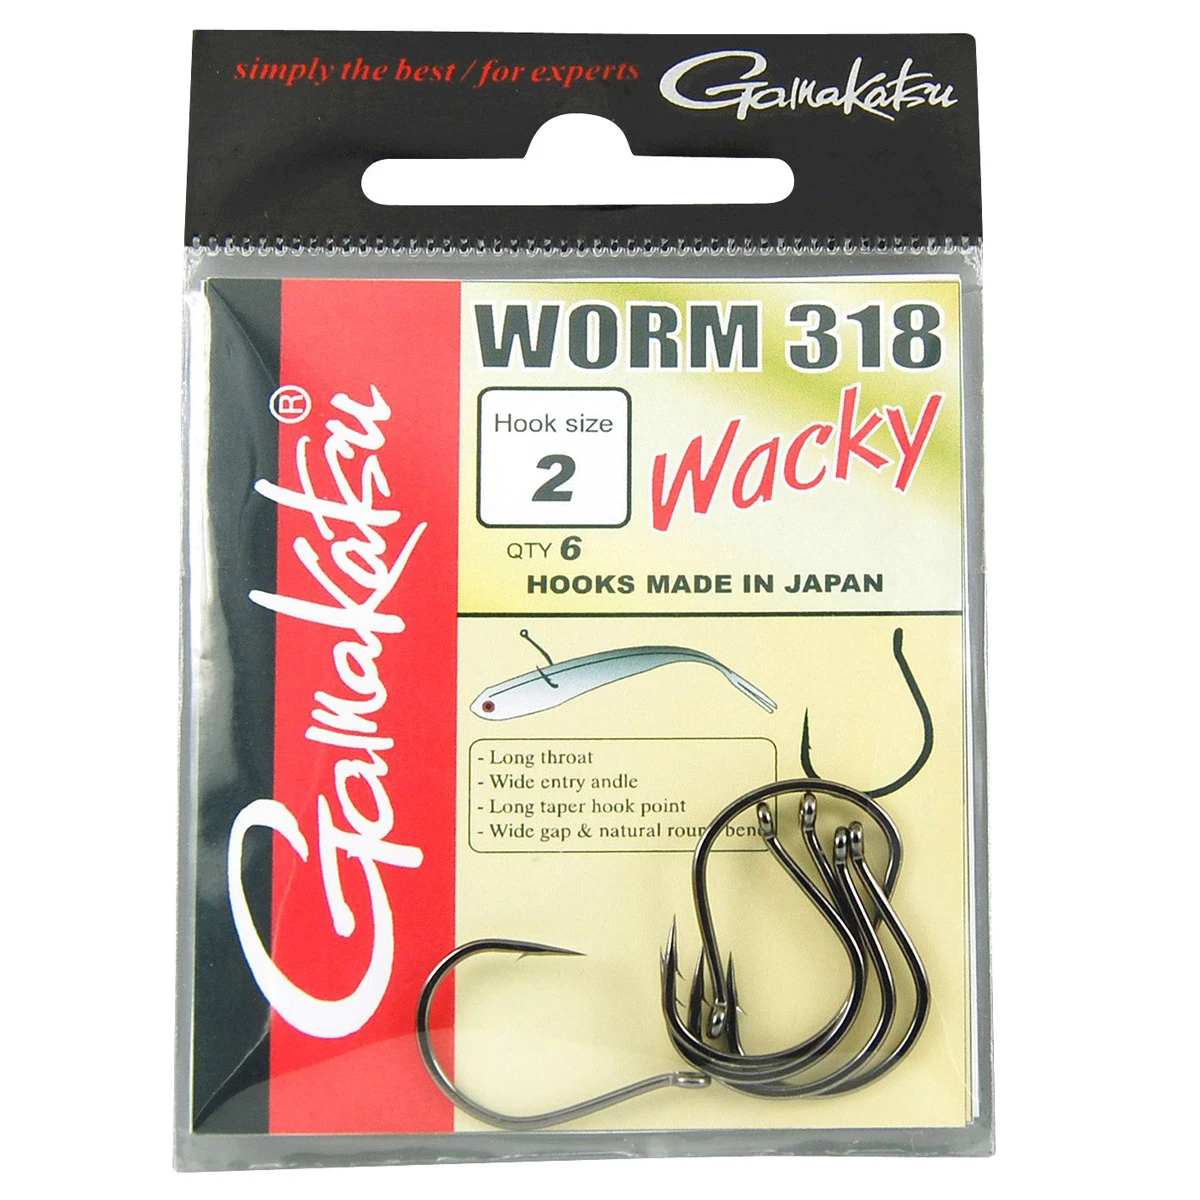 simply the best / for experts
Gamakatsu
Gamakatsu®
WORM 318
Wacky
Hook size
2
QTY 6
HOOKS MADE IN JAPAN
- Long throat
- Wide entry andle
- Long taper hook point
- Wide gap & natural round bend